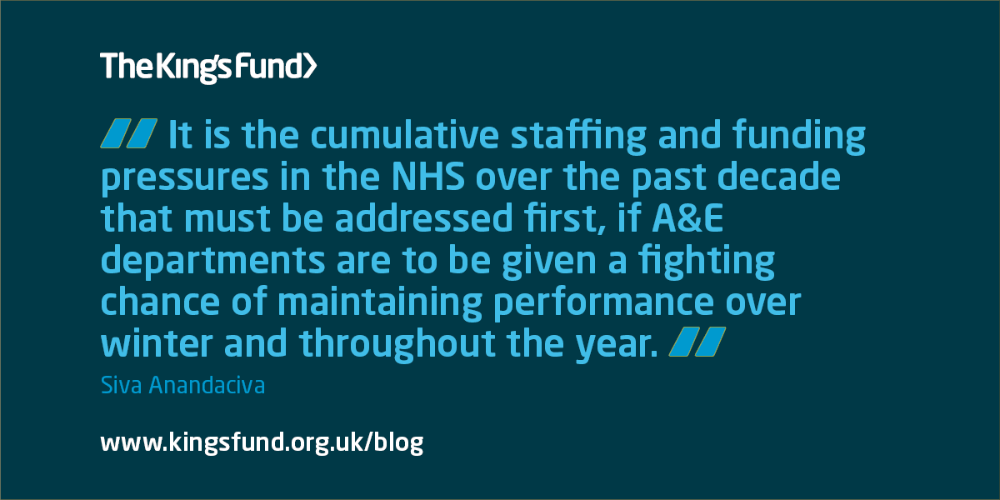 The King's Fund>
It is the cumulative staffing and funding
pressures in the NHS over the past decade
that must be addressed first, if A&E
departments are to be given a fighting
chance of maintaining performance over
winter and throughout the year.
Siva Anandaciva
www.kingsfund.org.uk/blog